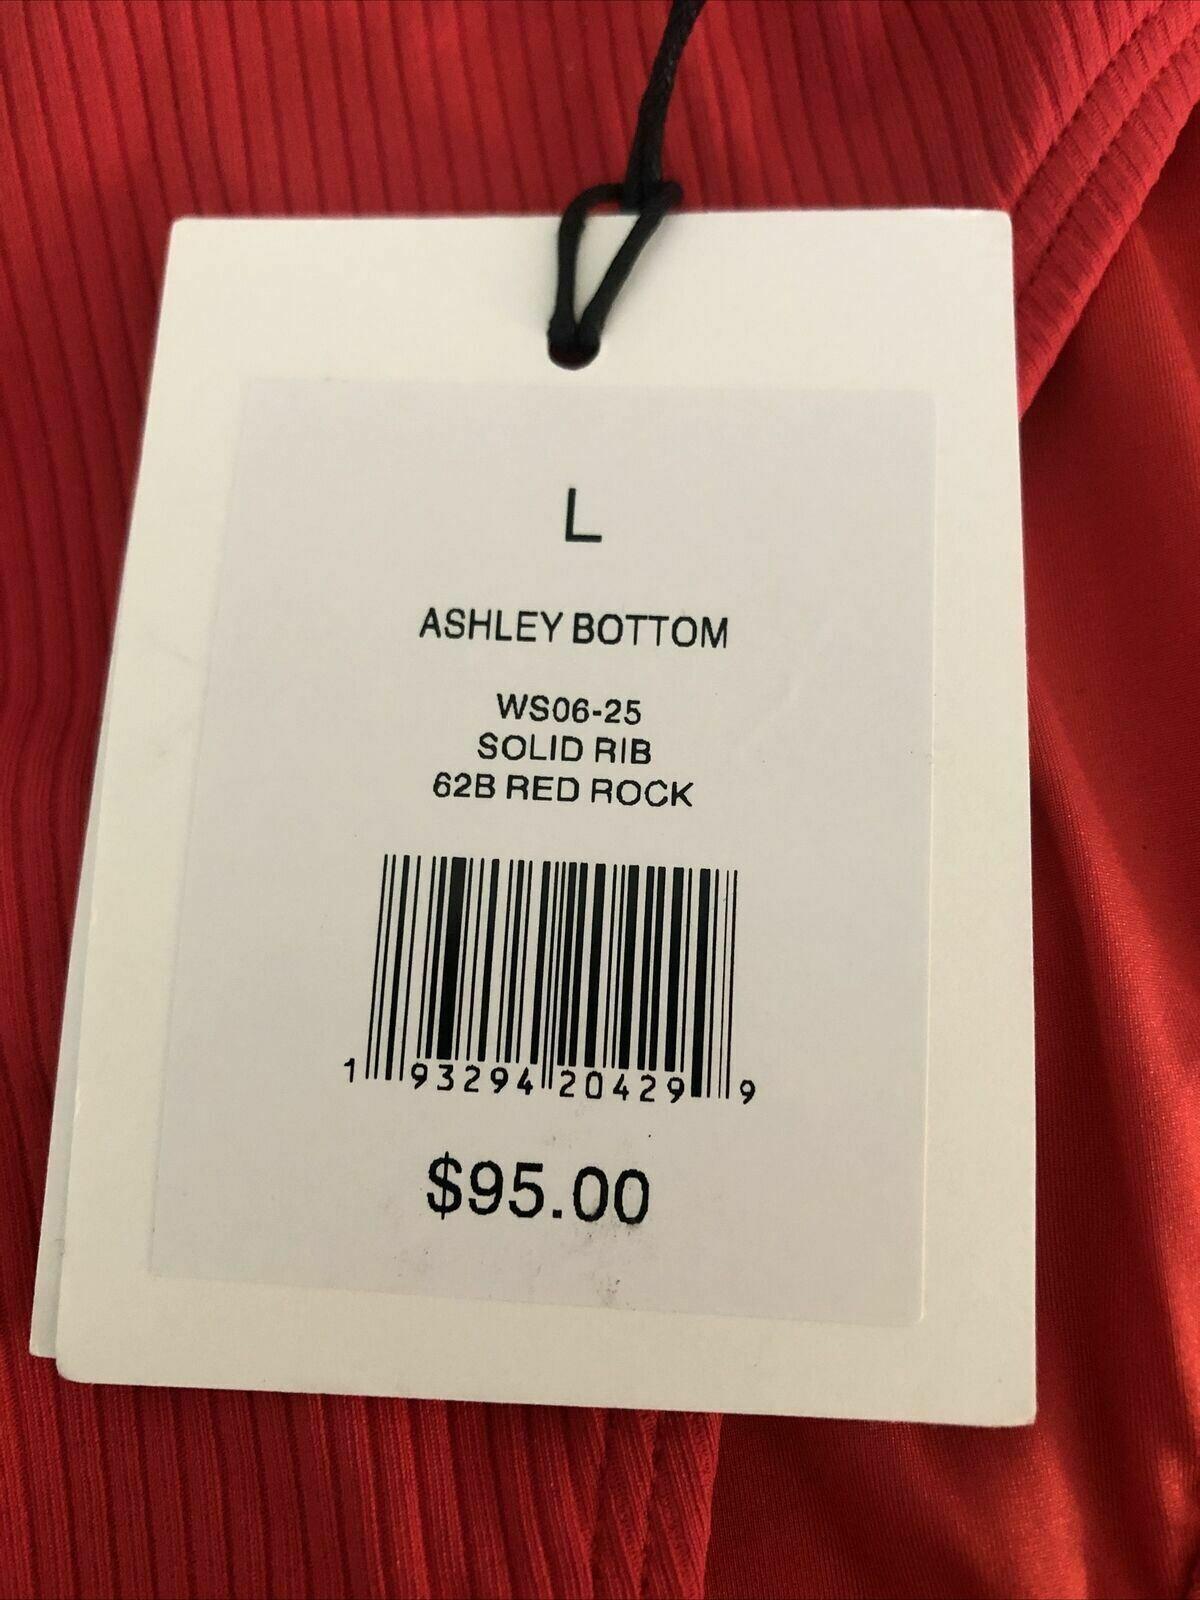 L
ASHLEY BOTTOM
WS06-25
SOLID RIB
62B RED ROCK
1 93294 20429 9
$95.00